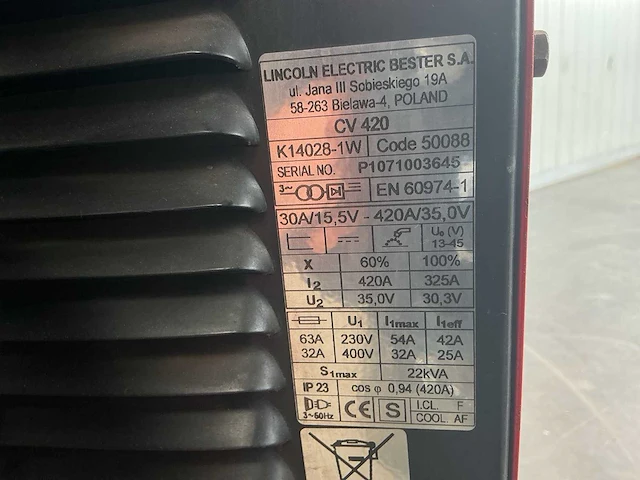 LINCOLN ELECTRIC BESTER S.A.
ul. Jana III Sobieskiego 19A
58-263 Bielawa-4, POLAND
CV 420
K14028-1W Code 50088
SERIAL NO. P1071003645
3~ EN 60974-1
30A/15,5V - 420A/35,0V
U₀ (V)
13-45
X 60% 100%
I₂ 420A 325A
U₂ 35,0V 30,3V
U₁ I₁max I₁eff
63A 230V 54A 42A
32A 400V 32A 25A
S₁max 22kVA
IP 23 cos φ 0,94 (420A)
3~50Hz CE S I.CL. F
COOL. AF